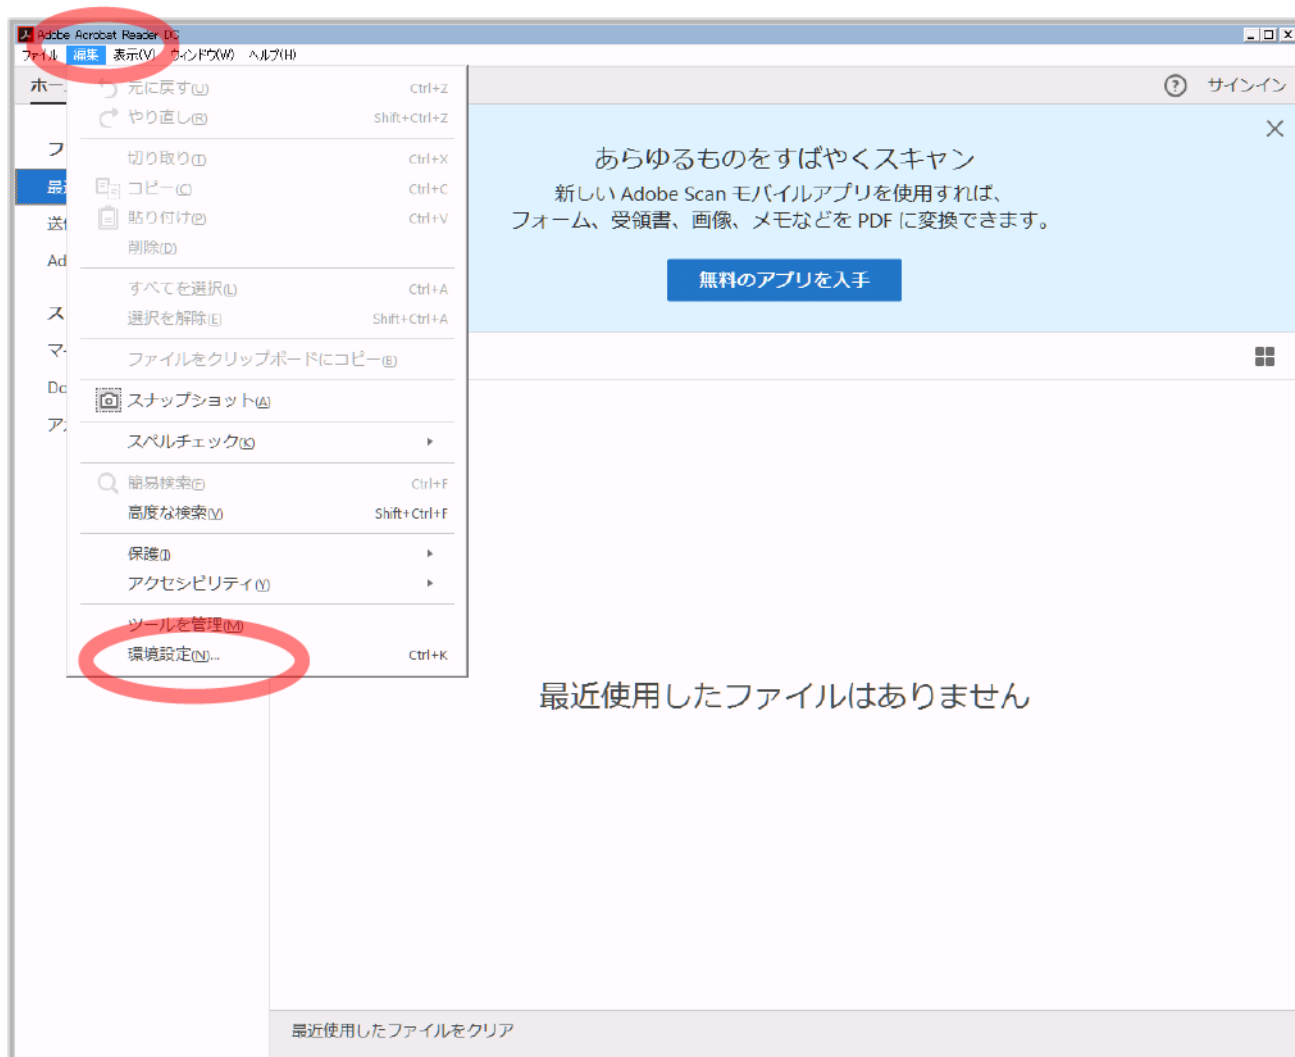 Adobe Acrobat Reader DC
ファイル 編集 表示(V) ウィンドウ(W) ヘルプ(H)
サインイン
元に戻す(U) Ctrl+Z
やり直し(R) Shift+Ctrl+Z
切り取り(T) Ctrl+X
コピー(C) Ctrl+C
貼り付け(P) Ctrl+V
削除(D)
すべてを選択(L) Ctrl+A
選択を解除(E) Shift+Ctrl+A
ファイルをクリップボードにコピー(B)
スナップショット(A)
スペルチェック(K)
簡易検索(F) Ctrl+F
高度な検索(V) Shift+Ctrl+F
保護(I)
アクセシビリティ(Y)
ツールを管理(M)
環境設定(N)... Ctrl+K
あらゆるものをすばやくスキャン
新しい Adobe Scan モバイルアプリを使用すれば、
フォーム、受領書、画像、メモなどを PDF に変換できます。
無料のアプリを入手
最近使用したファイルはありません
最近使用したファイルをクリア